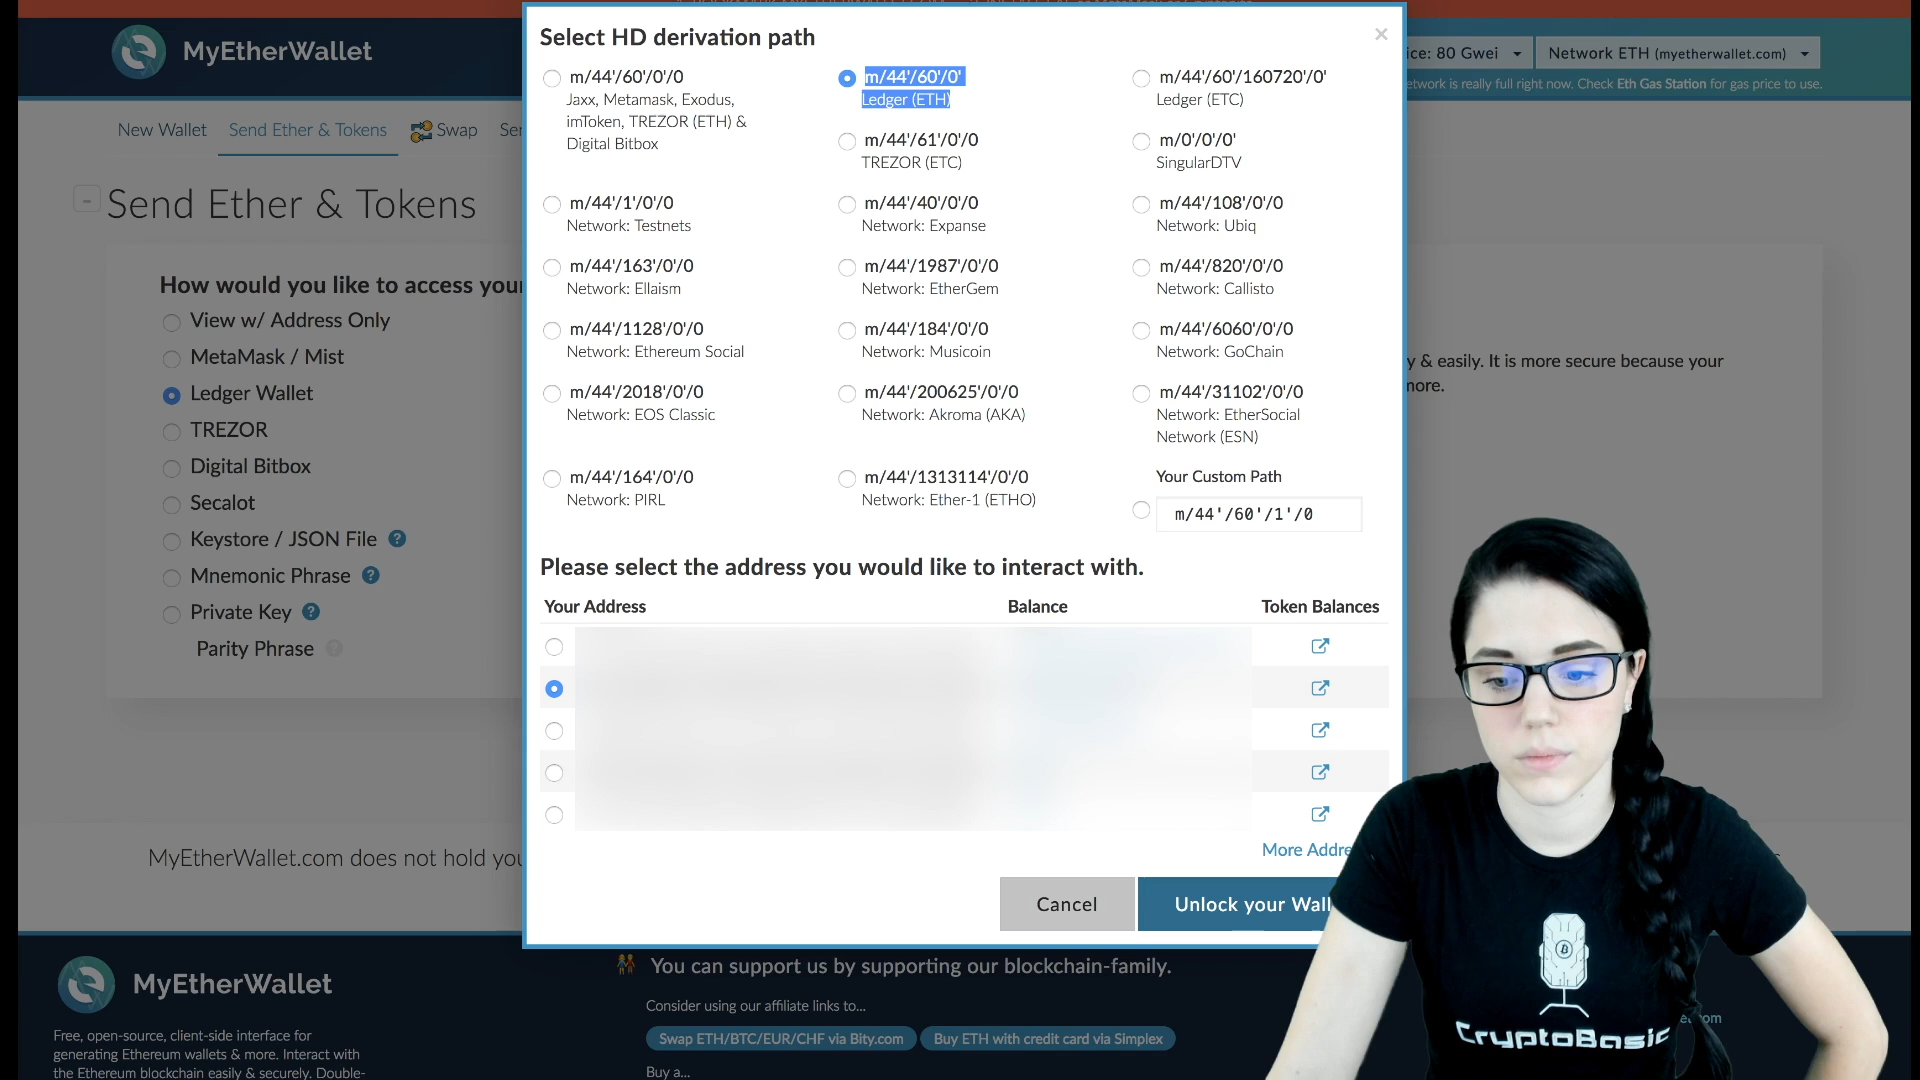 MyEtherWallet
Select HD derivation path
×
ice: 80 Gwei
Network ETH (myetherwallet.com)
etwork is really full right now. Check Eth Gas Station for gas price to use.
New Wallet
Send Ether & Tokens
Swap
Ser
-
Send Ether & Tokens
How would you like to access your
View w/ Address Only
MetaMask / Mist
Ledger Wallet
TREZOR
Digital Bitbox
Secalot
Keystore / JSON File ?
Mnemonic Phrase ?
Private Key ?
Parity Phrase ?
m/44'/60'/0'/0
Jaxx, Metamask, Exodus,
imToken, TREZOR (ETH) &
Digital Bitbox
m/44'/60'/0'
Ledger (ETH)
m/44'/60'/160720'/0'
Ledger (ETC)
m/44'/61'/0'/0
TREZOR (ETC)
m/0'/0'/0'
SingularDTV
m/44'/1'/0'/0
Network: Testnets
m/44'/40'/0'/0
Network: Expanse
m/44'/108'/0'/0
Network: Ubiq
m/44'/163'/0'/0
Network: Ellaism
m/44'/1987'/0'/0
Network: EtherGem
m/44'/820'/0'/0
Network: Callisto
m/44'/1128'/0'/0
Network: Ethereum Social
m/44'/184'/0'/0
Network: Musicoin
m/44'/6060'/0'/0
Network: GoChain
m/44'/2018'/0'/0
Network: EOS Classic
m/44'/200625'/0'/0
Network: Akroma (AKA)
m/44'/31102'/0'/0
Network: EtherSocial
Network (ESN)
m/44'/164'/0'/0
Network: PIRL
m/44'/1313114'/0'/0
Network: Ether-1 (ETHO)
Your Custom Path
m/44'/60'/1'/0
y & easily. It is more secure because your
more.
Please select the address you would like to interact with.
Your Address
Balance
Token Balances
More Addre
Cancel
Unlock your Wall
MyEtherWallet.com does not hold you
MyEtherWallet
Free, open-source, client-side interface for
generating Ethereum wallets & more. Interact with
the Ethereum blockchain easily & securely. Double-
You can support us by supporting our blockchain-family.
Consider using our affiliate links to...
Swap ETH/BTC/EUR/CHF via Bity.com
Buy ETH with credit card via Simplex
Buy a...
CryptoBasic